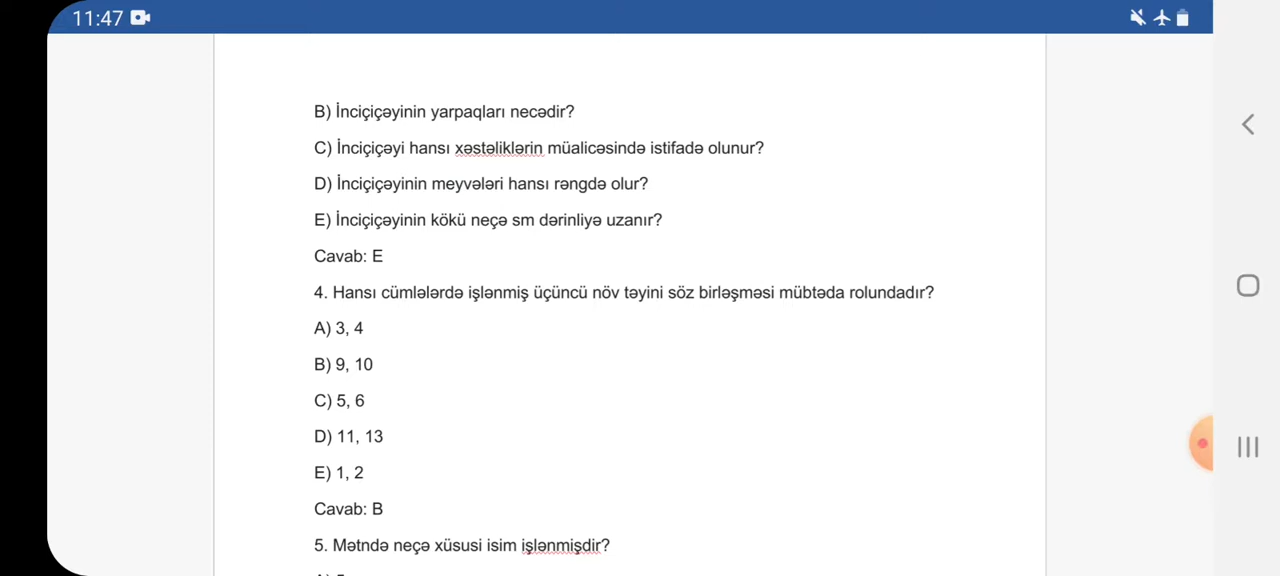 11:47
B) İnciçiçəyinin yarpaqları necədir?
C) İnciçiçəyi hansı xəstəliklərin müalicəsində istifadə olunur?
D) İnciçiçəyinin meyvələri hansı rəngdə olur?
E) İnciçiçəyinin kökü neçə sm dərinliyə uzanır?
Cavab: E
4. Hansı cümlələrdə işlənmiş üçüncü növ təyini söz birləşməsi mübtəda rolundadır?
A) 3, 4
B) 9, 10
C) 5, 6
D) 11, 13
E) 1, 2
Cavab: B
5. Mətndə neçə xüsusi isim işlənmişdir?